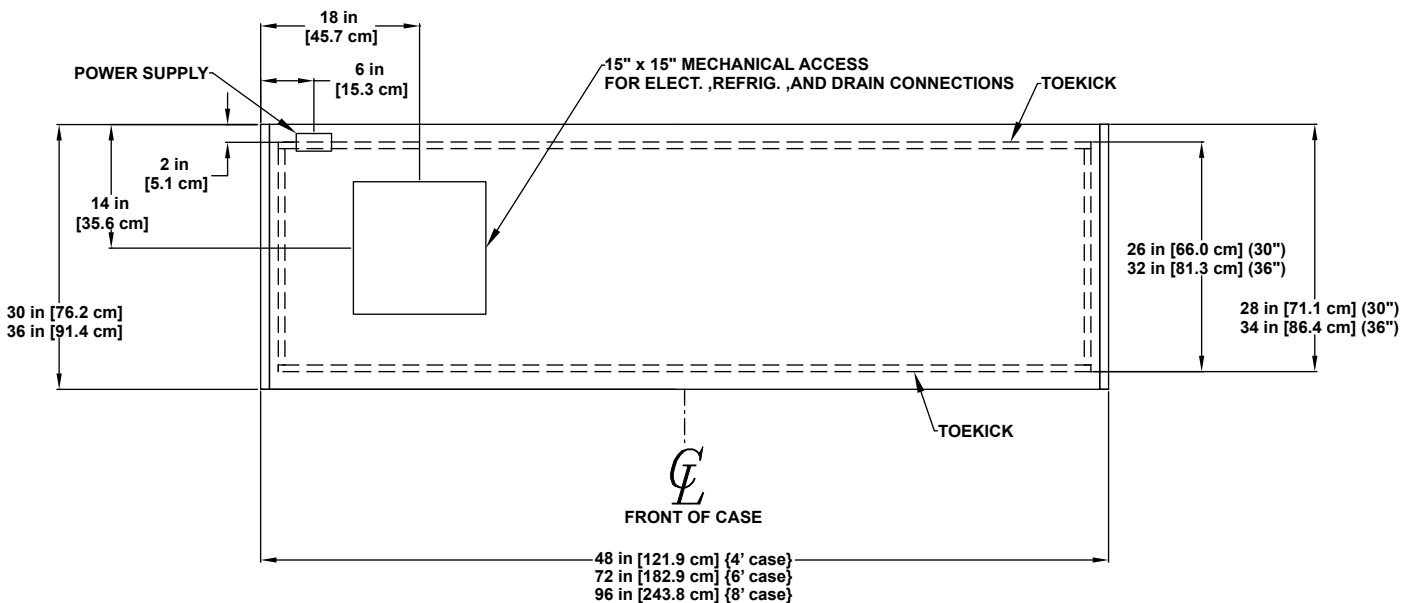 18 in
[45.7 cm]
6 in
[15.3 cm]
POWER SUPPLY
15" x 15" MECHANICAL ACCESS
FOR ELECT. ,REFRIG. ,AND DRAIN CONNECTIONS
TOEKICK
2 in
[5.1 cm]
14 in
[35.6 cm]
26 in [66.0 cm] (30")
32 in [81.3 cm] (36")
30 in [76.2 cm]
36 in [91.4 cm]
28 in [71.1 cm] (30")
34 in [86.4 cm] (36")
TOEKICK
CL
FRONT OF CASE
48 in [121.9 cm] {4' case}
72 in [182.9 cm] {6' case}
96 in [243.8 cm] {8' case}